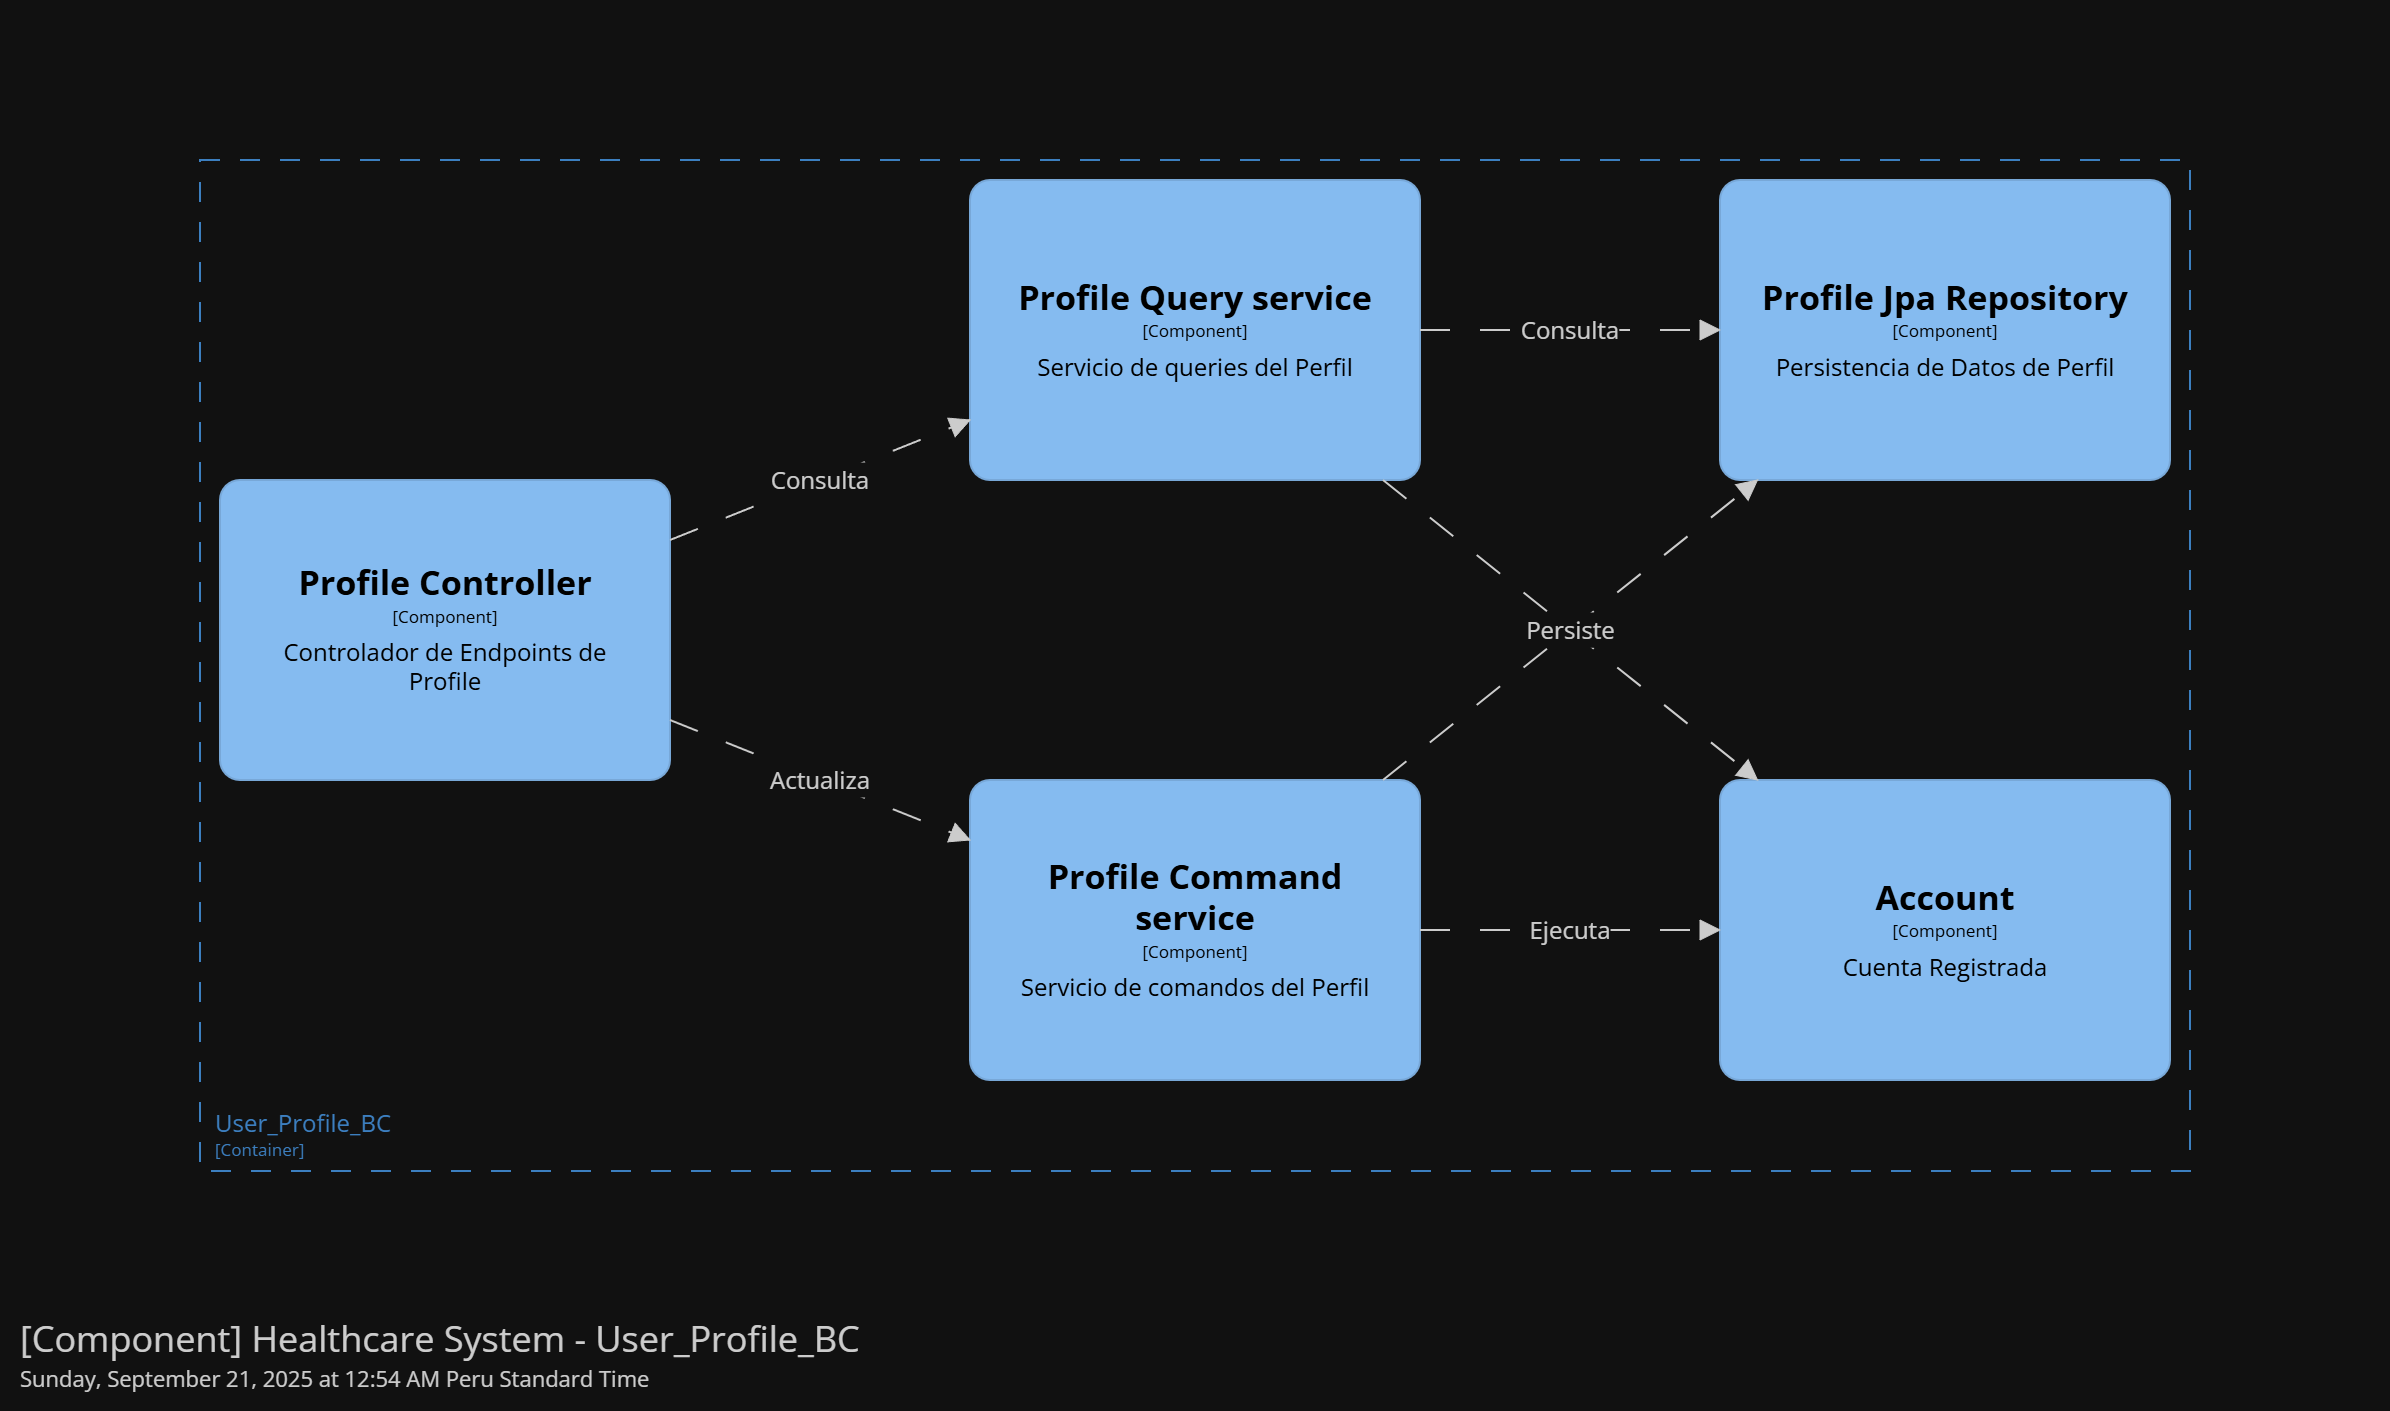 Profile Query service
[Component]
Servicio de queries del Perfil
Consulta
Profile Jpa Repository
[Component]
Persistencia de Datos de Perfil
Consulta
Profile Controller
[Component]
Controlador de Endpoints de
Profile
Persiste
Actualiza
Profile Command
service
[Component]
Servicio de comandos del Perfil
Ejecuta
Account
[Component]
Cuenta Registrada
User_Profile_BC
[Container]
[Component] Healthcare System - User_Profile_BC
Sunday, September 21, 2025 at 12:54 AM Peru Standard Time